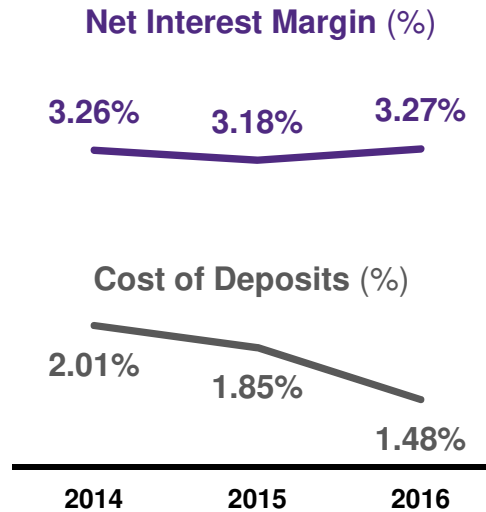 Net Interest Margin (%)
3.26% 3.18% 3.27%
Cost of Deposits (%)
2.01% 1.85% 1.48%
2014 2015 2016